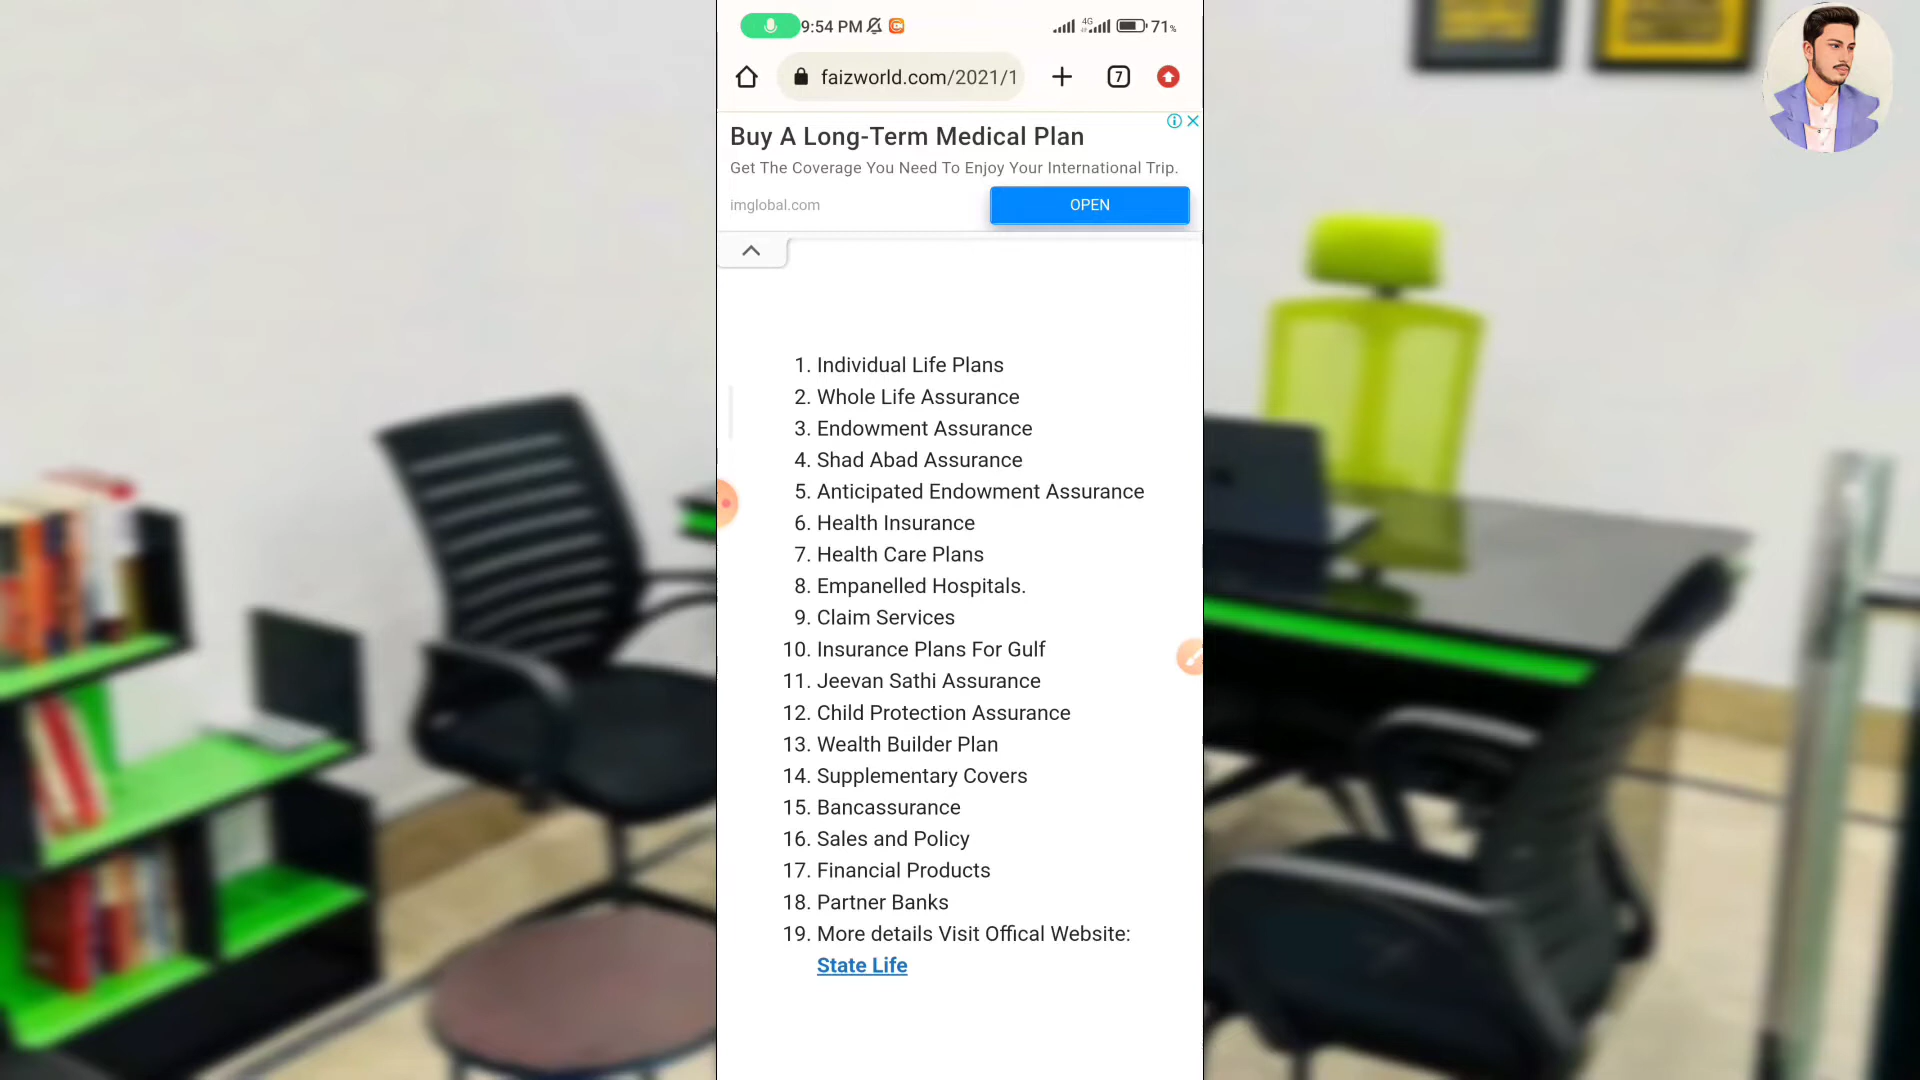 9:54 PM
4G
71%
faizworld.com/2021/1
7
Buy A Long-Term Medical Plan
Get The Coverage You Need To Enjoy Your International Trip.
imglobal.com
OPEN
1. Individual Life Plans
2. Whole Life Assurance
3. Endowment Assurance
4. Shad Abad Assurance
5. Anticipated Endowment Assurance
6. Health Insurance
7. Health Care Plans
8. Empanelled Hospitals.
9. Claim Services
10. Insurance Plans For Gulf
11. Jeevan Sathi Assurance
12. Child Protection Assurance
13. Wealth Builder Plan
14. Supplementary Covers
15. Bancassurance
16. Sales and Policy
17. Financial Products
18. Partner Banks
19. More details Visit Offical Website:
State Life